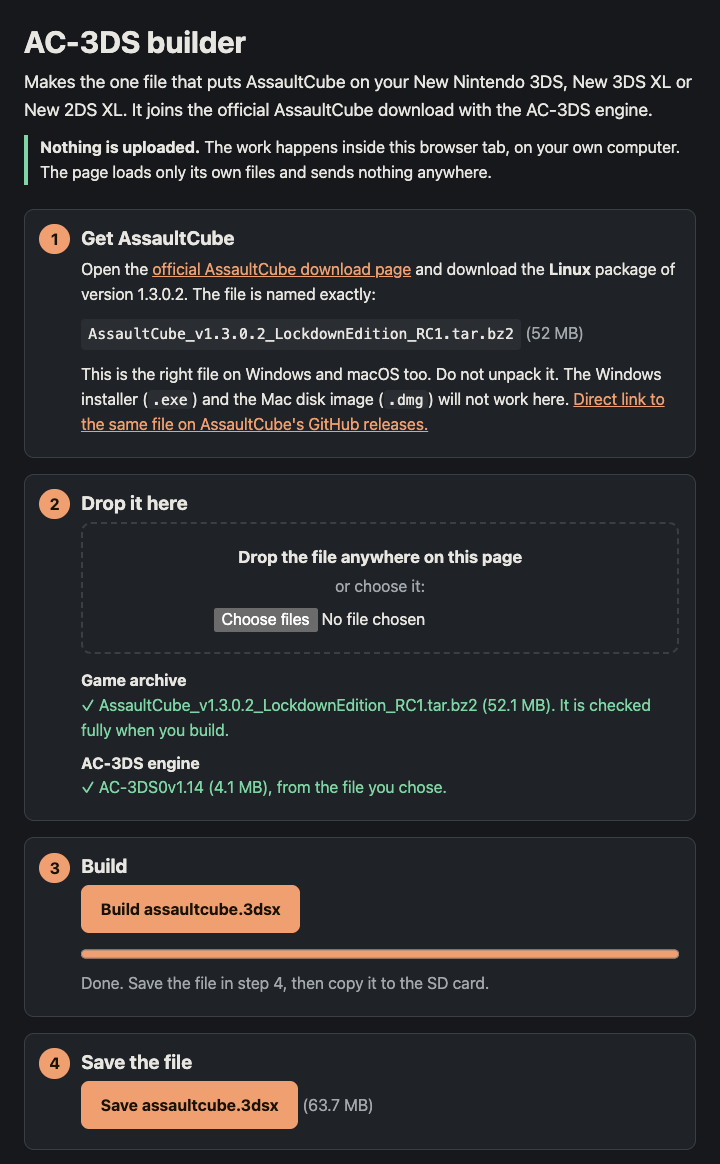 AC-3DS builder
Makes the one file that puts AssaultCube on your New Nintendo 3DS, New 3DS XL or
New 2DS XL. It joins the official AssaultCube download with the AC-3DS engine.
Nothing is uploaded. The work happens inside this browser tab, on your own computer.
The page loads only its own files and sends nothing anywhere.
1 Get AssaultCube
Open the official AssaultCube download page and download the Linux package of
version 1.3.0.2. The file is named exactly:
AssaultCube_v1.3.0.2_LockdownEdition_RC1.tar.bz2 (52 MB)
This is the right file on Windows and macOS too. Do not unpack it. The Windows
installer (.exe) and the Mac disk image (.dmg) will not work here. Direct link to
the same file on AssaultCube's GitHub releases.
2 Drop it here
Drop the file anywhere on this page
or choose it:
Choose files No file chosen
Game archive
✓ AssaultCube_v1.3.0.2_LockdownEdition_RC1.tar.bz2 (52.1 MB). It is checked
fully when you build.
AC-3DS engine
✓ AC-3DS0v1.14 (4.1 MB), from the file you chose.
3 Build
Build assaultcube.3dsx
Done. Save the file in step 4, then copy it to the SD card.
4 Save the file
Save assaultcube.3dsx (63.7 MB)